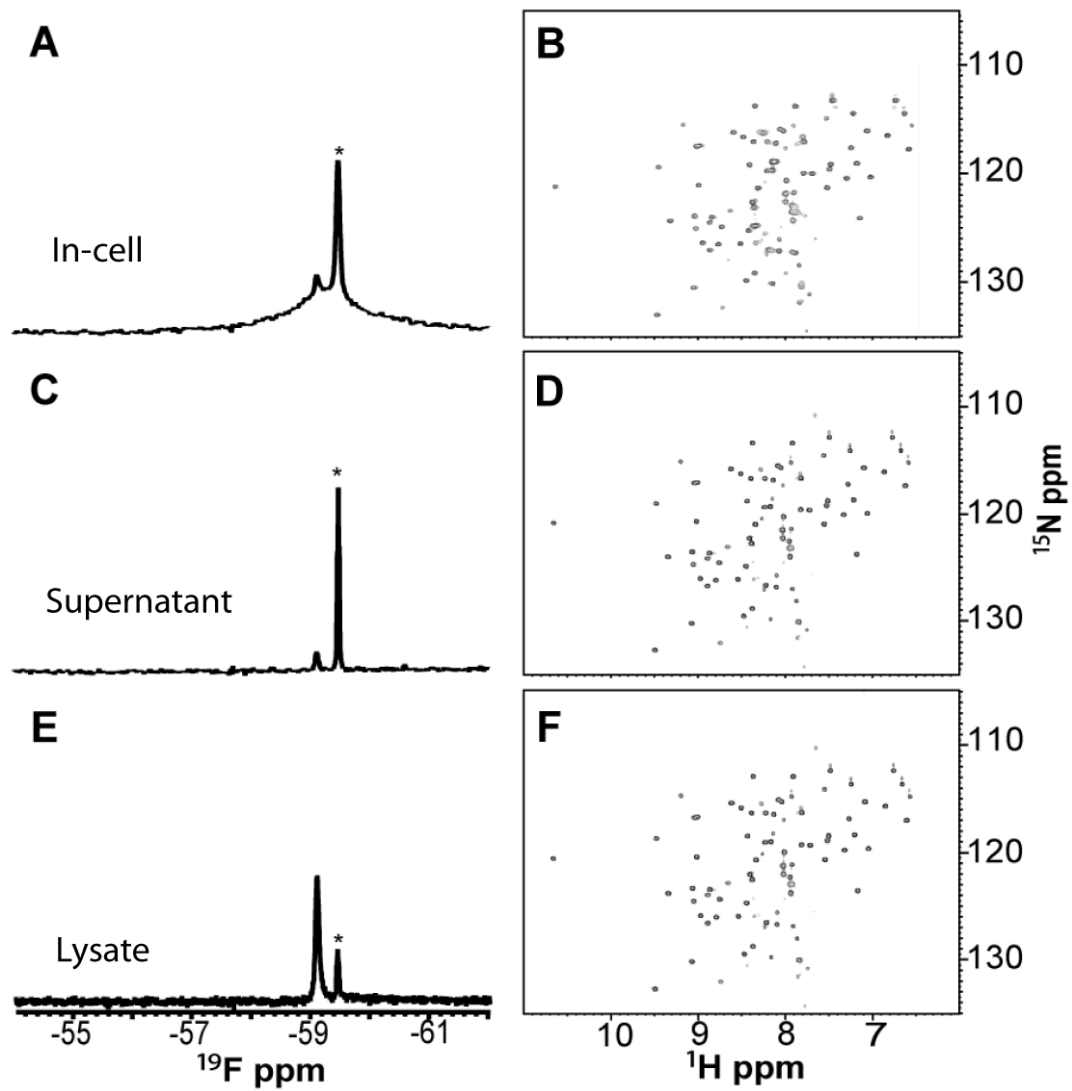 A
*
In-cell
B
110
120
130
C
*
Supernatant
D
110
120
130
¹⁵N ppm
E
*
Lysate
F
110
120
130
-55 -57 -59 -61
¹⁹F ppm
10 9 8 7
¹H ppm